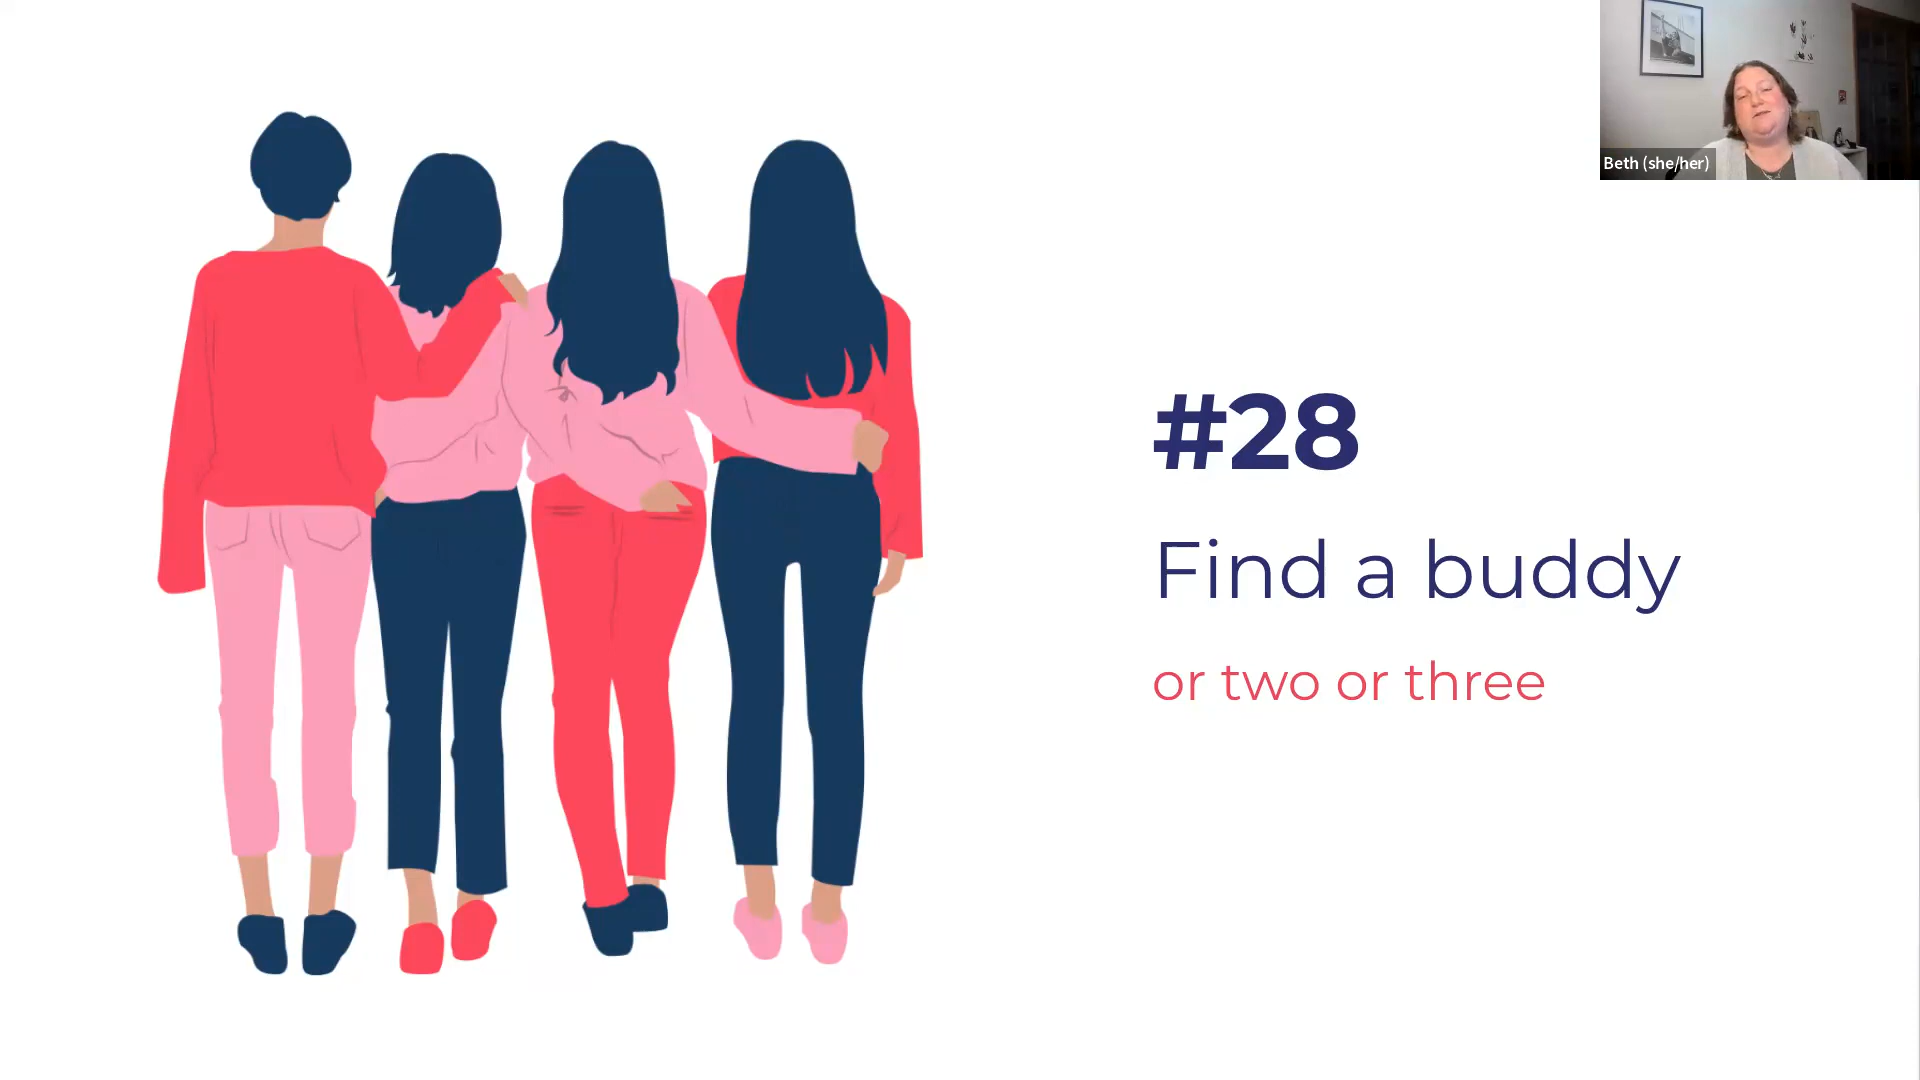 Beth (she/her)
#28
Find a buddy
or two or three